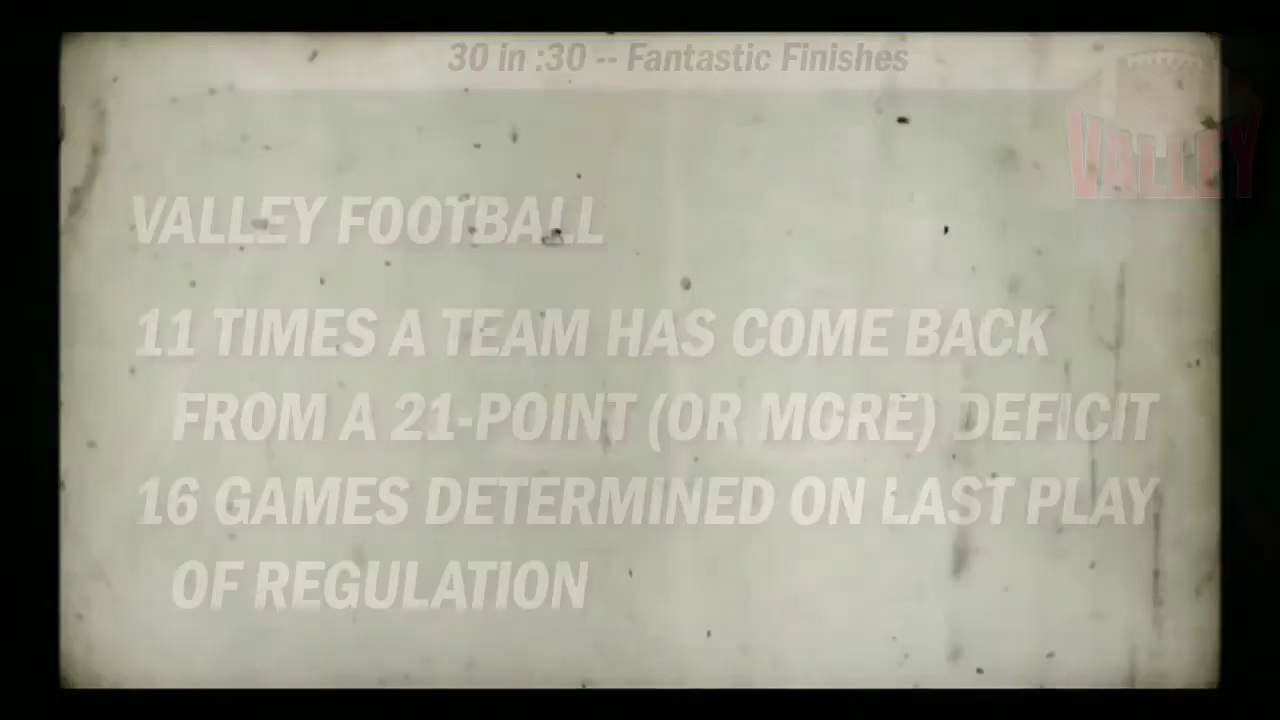 30 in :30 -- Fantastic Finishes
VALLEY
VALLEY FOOTBALL
11 TIMES A TEAM HAS COME BACK
FROM A 21-POINT (OR MORE) DEFICIT
16 GAMES DETERMINED ON LAST PLAY
OF REGULATION